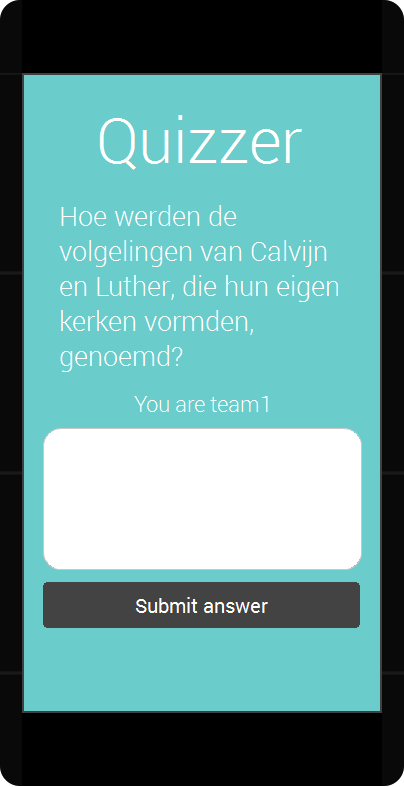 Quizzer
Hoe werden de
volgelingen van Calvijn
en Luther, die hun eigen
kerken vormden,
genoemd?
You are team1
Submit answer